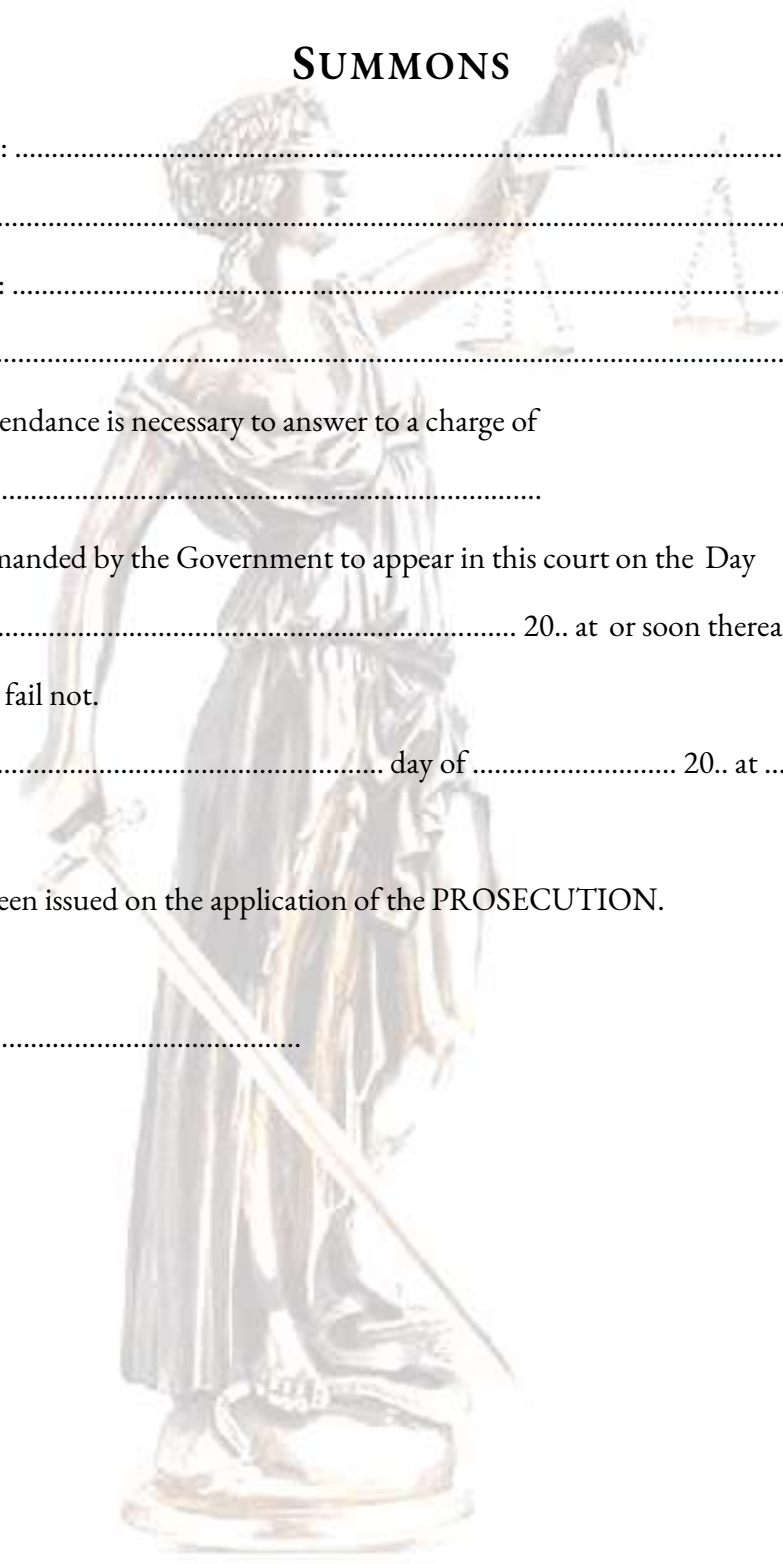 SUMMONS
: ..........................................................................................
..........................................................................................
: ..........................................................................................
..........................................................................................
endance is necessary to answer to a charge of
..............................................................
manded by the Government to appear in this court on the Day
............................................................ 20.. at or soon therea
fail not.
............................................. day of ........................ 20.. at ...
een issued on the application of the PROSECUTION.
...................................